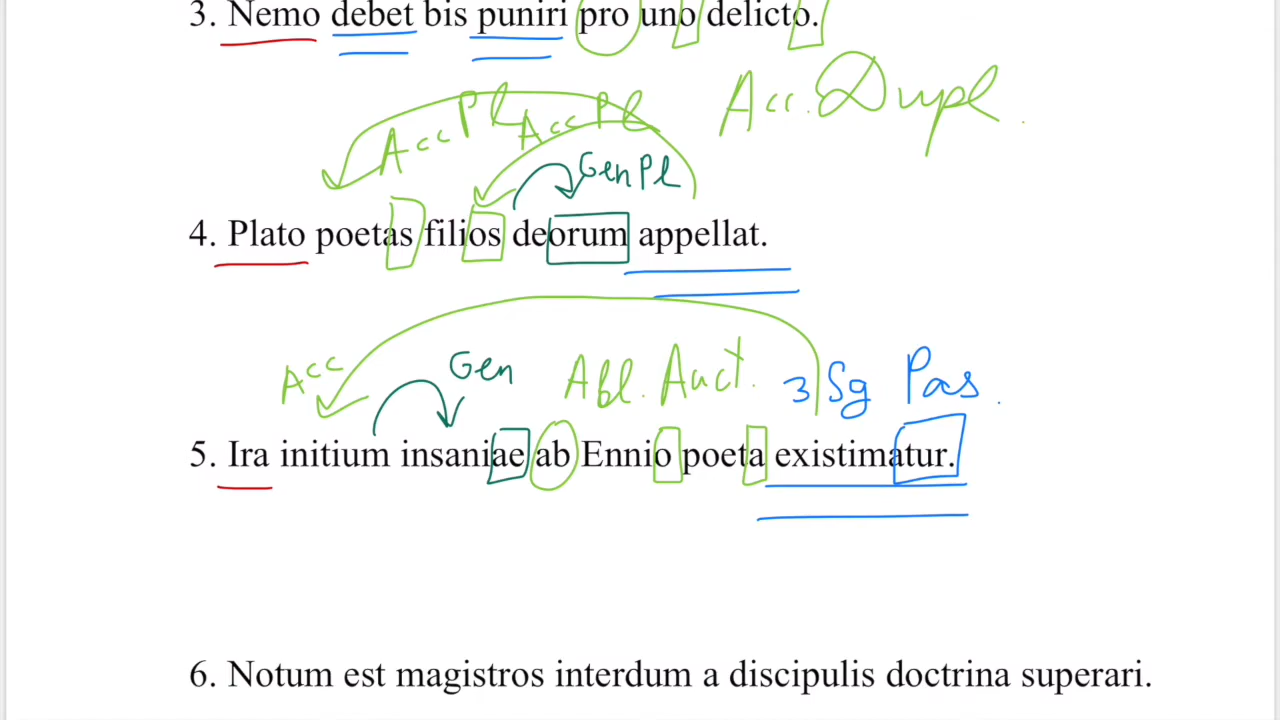 3. Nemo debet bis puniri pro uno delicto.
Acc Pl Acc Pl Acc. Dupl.
Gen Pl
4. Plato poetas filios deorum appellat.
Acc Gen Abl. Auct. 3 Sg Pas.
5. Ira initium insaniae ab Ennio poeta existimatur.
6. Notum est magistros interdum a discipulis doctrina superari.